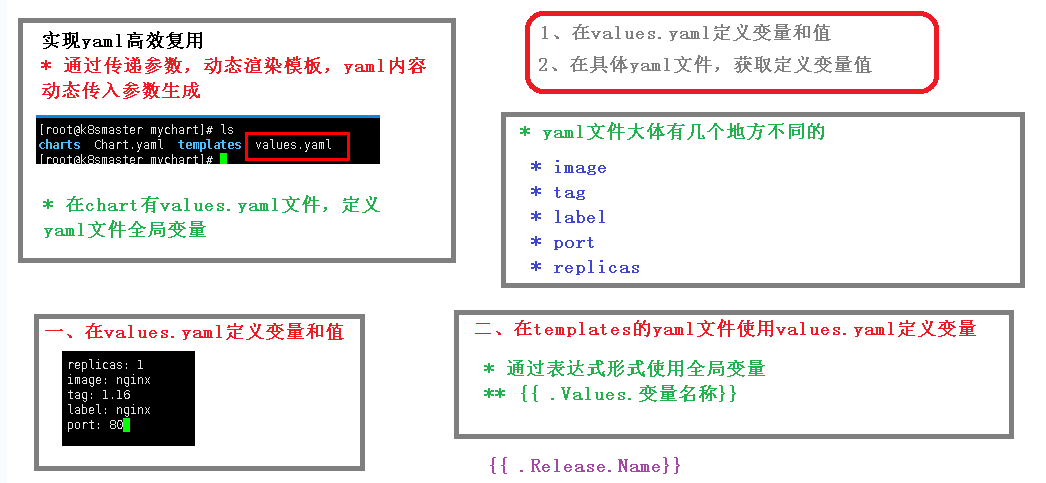 实现yaml高效复用
* 通过传递参数，动态渲染模板，yaml内容
动态传入参数生成
[root@k8smaster mychart]# ls
charts  Chart.yaml  templates  values.yaml
[root@k8smaster mychart]#
* 在chart有values.yaml文件，定义
yaml文件全局变量
1、在values.yaml定义变量和值
2、在具体yaml文件，获取定义变量值
* yaml文件大体有几个地方不同的
* image
* tag
* label
* port
* replicas
一、在values.yaml定义变量和值
replicas: 1
image: nginx
tag: 1.16
label: nginx
port: 80
二、在templates的yaml文件使用values.yaml定义变量
* 通过表达式形式使用全局变量
** {{ .Values.变量名称}}
{{ .Release.Name}}